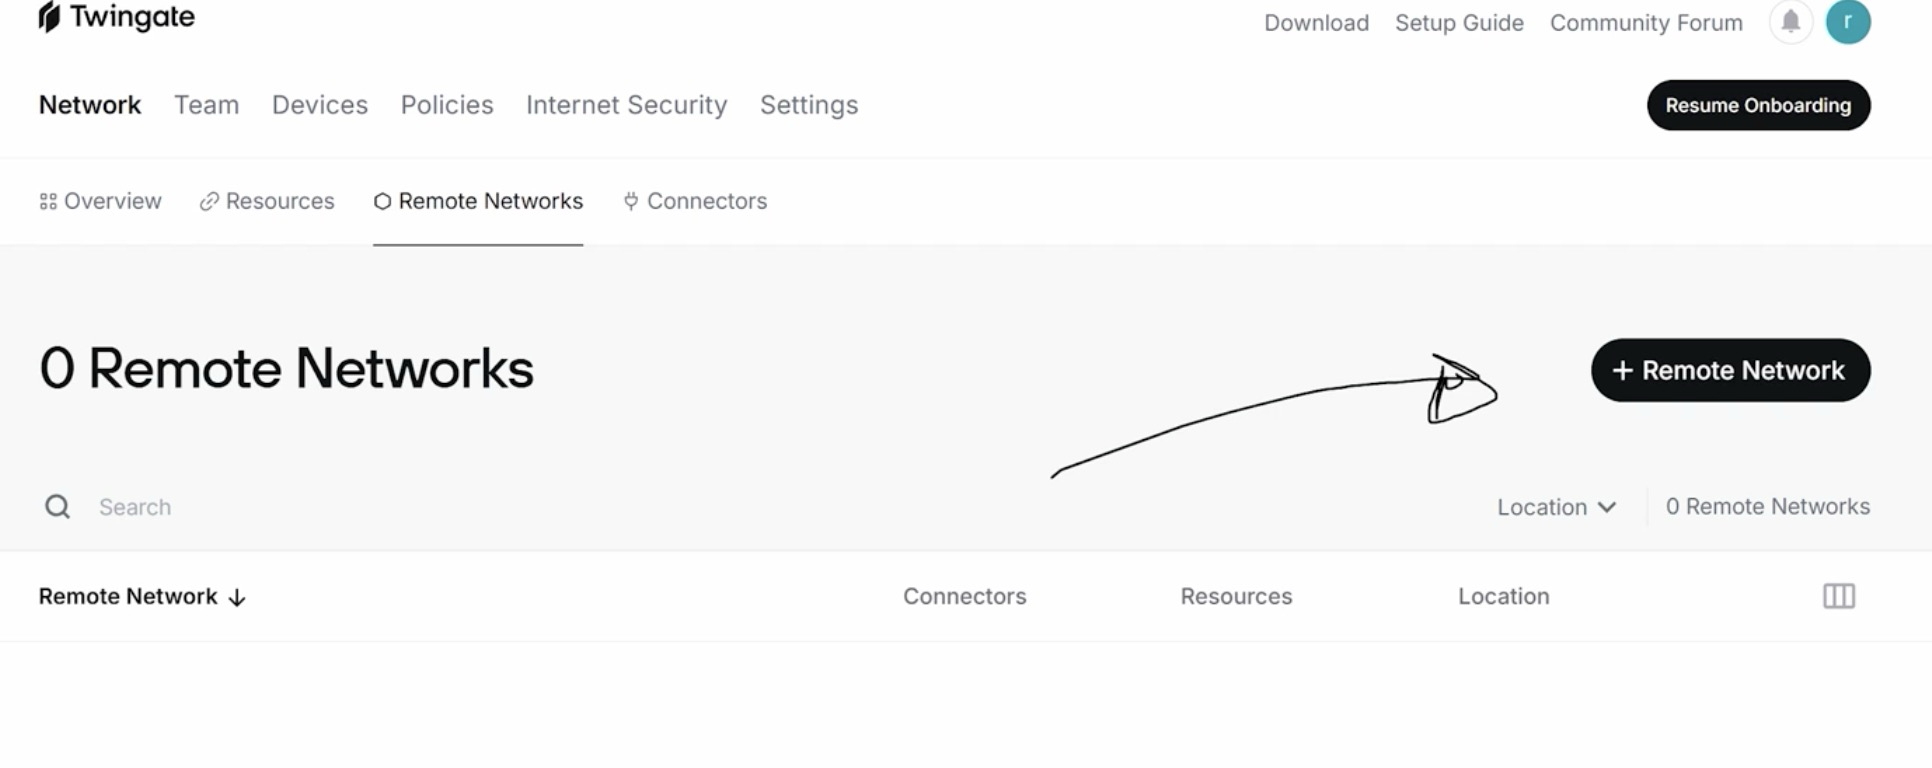 Twingate
Download Setup Guide Community Forum r
Network Team Devices Policies Internet Security Settings Resume Onboarding
Overview Resources Remote Networks Connectors
0 Remote Networks + Remote Network
Search Location 0 Remote Networks
Remote Network ↓ Connectors Resources Location